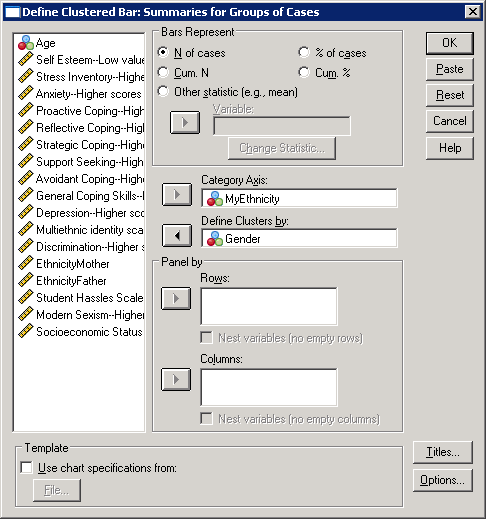 Define Clustered Bar: Summaries for Groups of Cases
Age
Self Esteem--Low value
Stress Inventory--Highe
Anxiety--Higher scores
Proactive Coping--Higher
Reflective Coping--Highe
Strategic Coping--Highe
Support Seeking--Highe
Avoidant Coping--Higher
General Coping Skills--H
Depression--Higher sco
Multiethnic identity sca
Discrimination--Higher s
EthnicityMother
EthnicityFather
Student Hassles Scale
Modern Sexism--Higher
Socioeconomic Status
Bars Represent
N of cases
% of cases
Cum. N
Cum. %
Other statistic (e.g., mean)
Variable:
Change Statistic...
Category Axis:
MyEthnicity
Define Clusters by:
Gender
Panel by
Rows:
Nest variables (no empty rows)
Columns:
Nest variables (no empty columns)
OK
Paste
Reset
Cancel
Help
Template
Use chart specifications from:
File...
Titles...
Options...